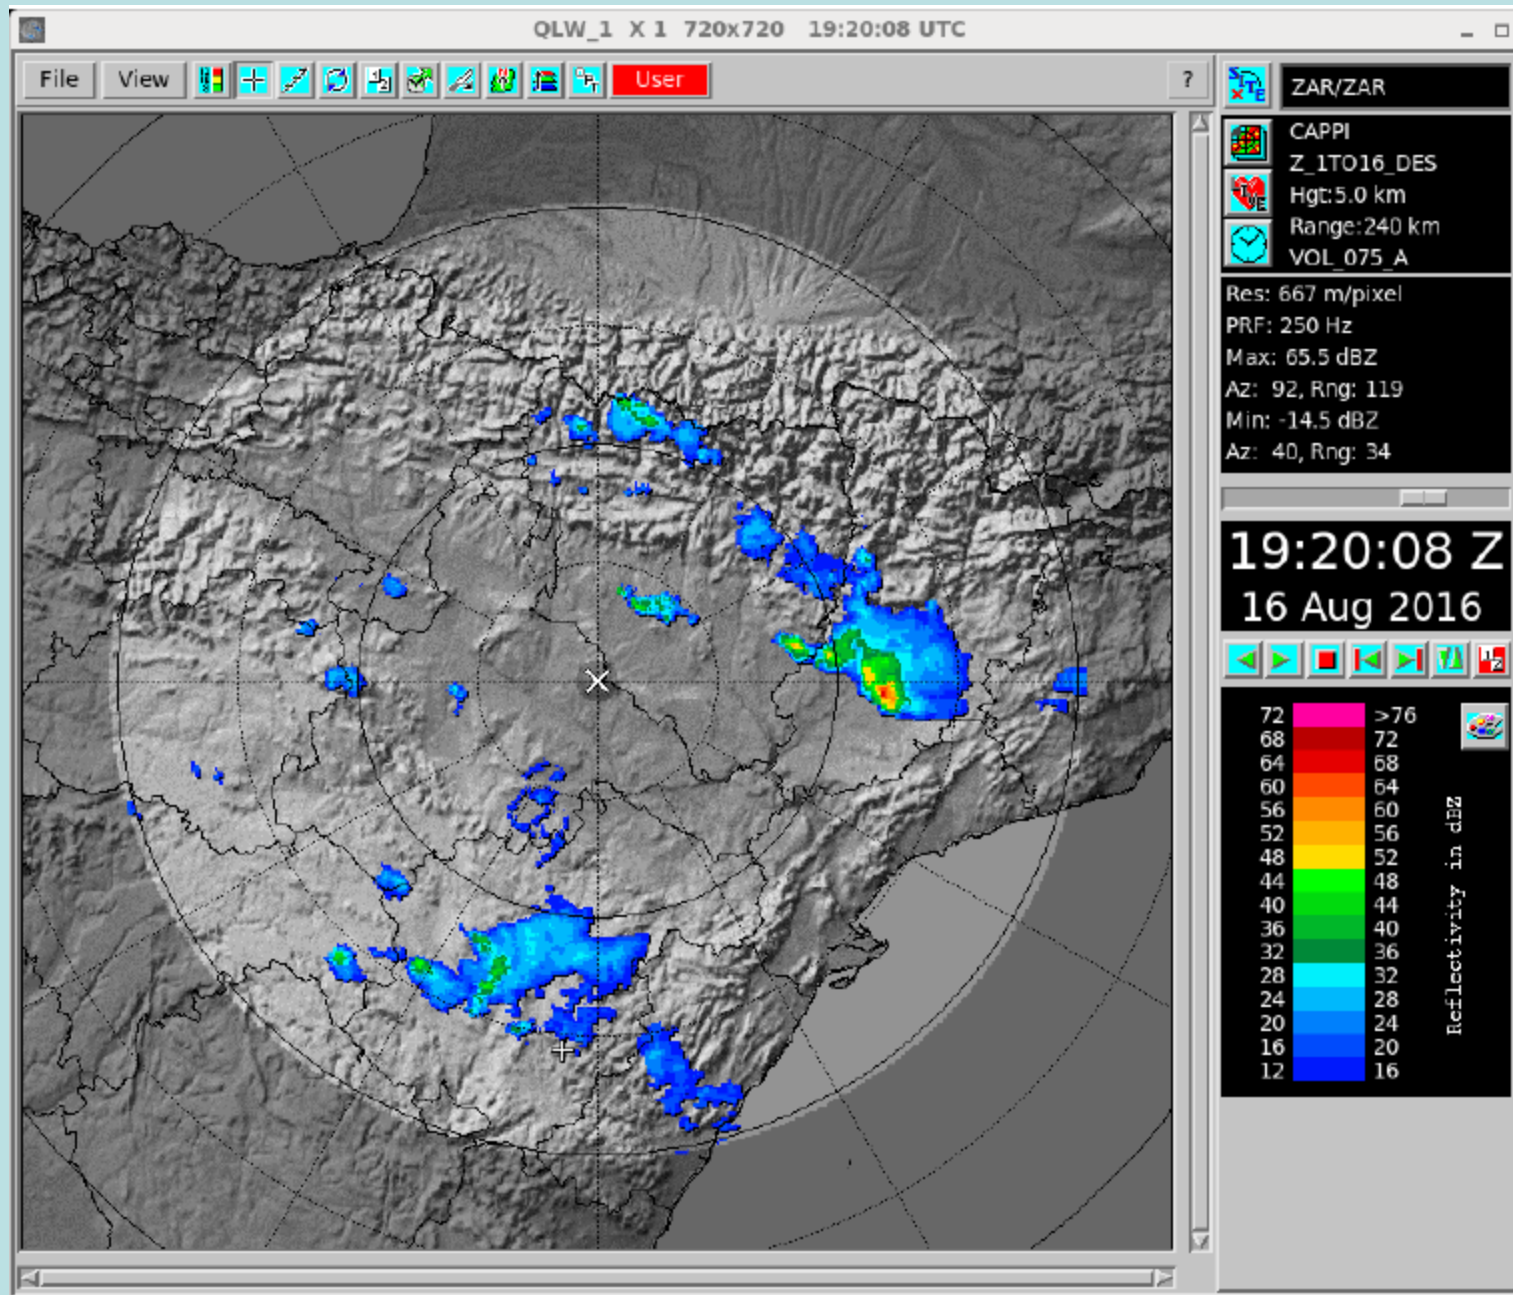 QLW_1 X 1 720x720 19:20:08 UTC
File View User ?
ZAR/ZAR
CAPPI
Z_1TO16_DES
Hgt:5.0 km
Range:240 km
VOL_075_A
Res: 667 m/pixel
PRF: 250 Hz
Max: 65.5 dBZ
Az: 92, Rng: 119
Min: -14.5 dBZ
Az: 40, Rng: 34
19:20:08 Z
16 Aug 2016
72 >76
68 72
64 68
60 64
56 60
52 56
48 52
44 48
40 44
36 40
32 36
28 32
24 28
20 24
16 20
12 16
Reflectivity in dBZ